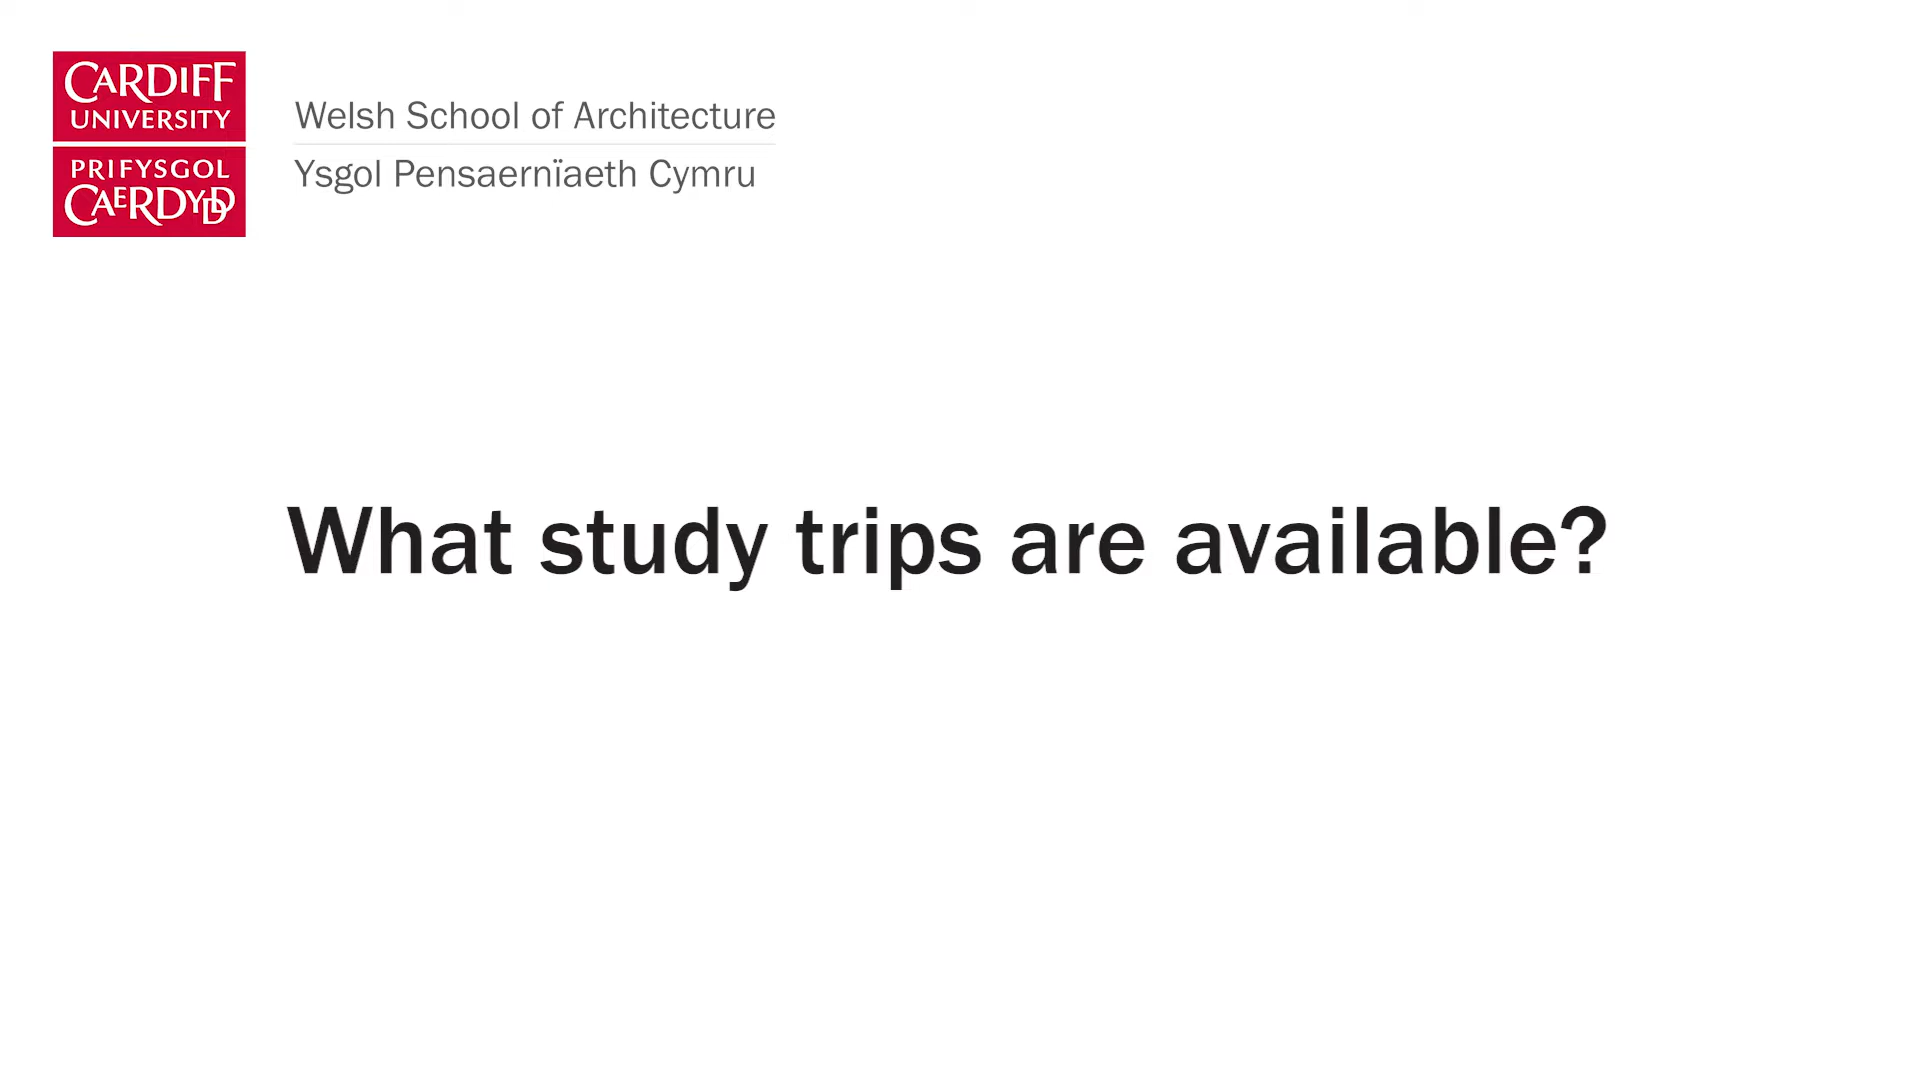 CARDIFF
UNIVERSITY
PRIFYSGOL
CAERDYDD
Welsh School of Architecture
Ysgol Pensaernïaeth Cymru
What study trips are available?